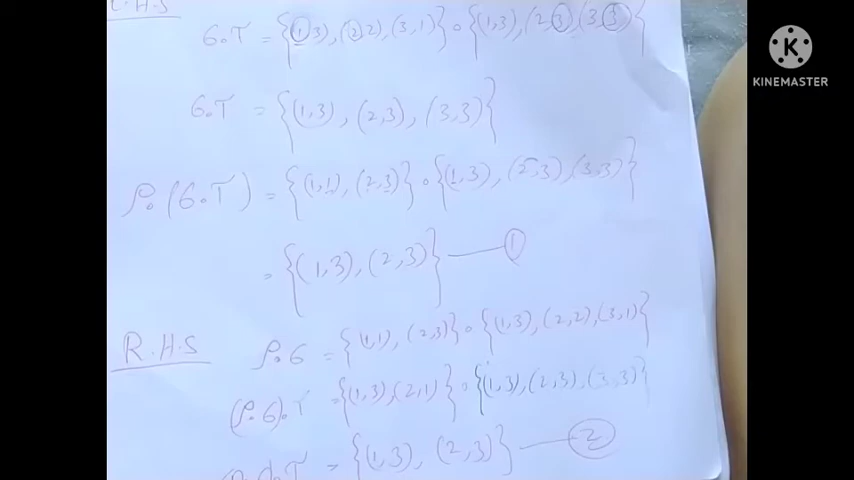 L.H.S
σ∘τ = {(1,3), (2,2), (3,1)} ∘ {(1,3), (2,3), (3,3)}
σ∘τ = {(1,3), (2,3), (3,3)}
ρ∘(σ∘τ) = {(1,1), (2,3)} ∘ {(1,3), (2,3), (3,3)}
= {(1,3), (2,3)} — ①
R.H.S ρ∘σ = {(1,1), (2,3)} ∘ {(1,3), (2,2), (3,1)}
(ρ∘σ)∘τ = {(1,3), (2,1)} ∘ {(1,3), (2,3), (3,3)}
= {(1,3), (2,3)} — ②
KINEMASTER